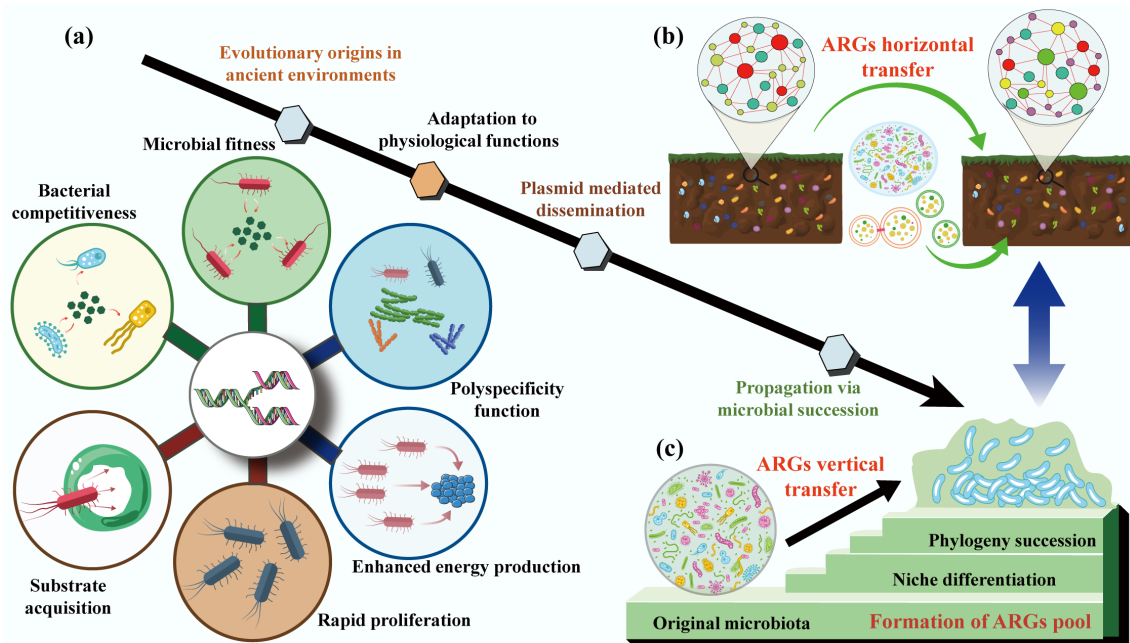 (a)
Evolutionary origins in
ancient environments
Adaptation to
physiological functions
Plasmid mediated
dissemination
Propagation via
microbial succession
Microbial fitness
Bacterial
competitiveness
Polyspecificity
function
Substrate
acquisition
Rapid proliferation
Enhanced energy production
(b)
ARGs horizontal
transfer
(c)
ARGs vertical
transfer
Phylogeny succession
Niche differentiation
Original microbiota
Formation of ARGs pool